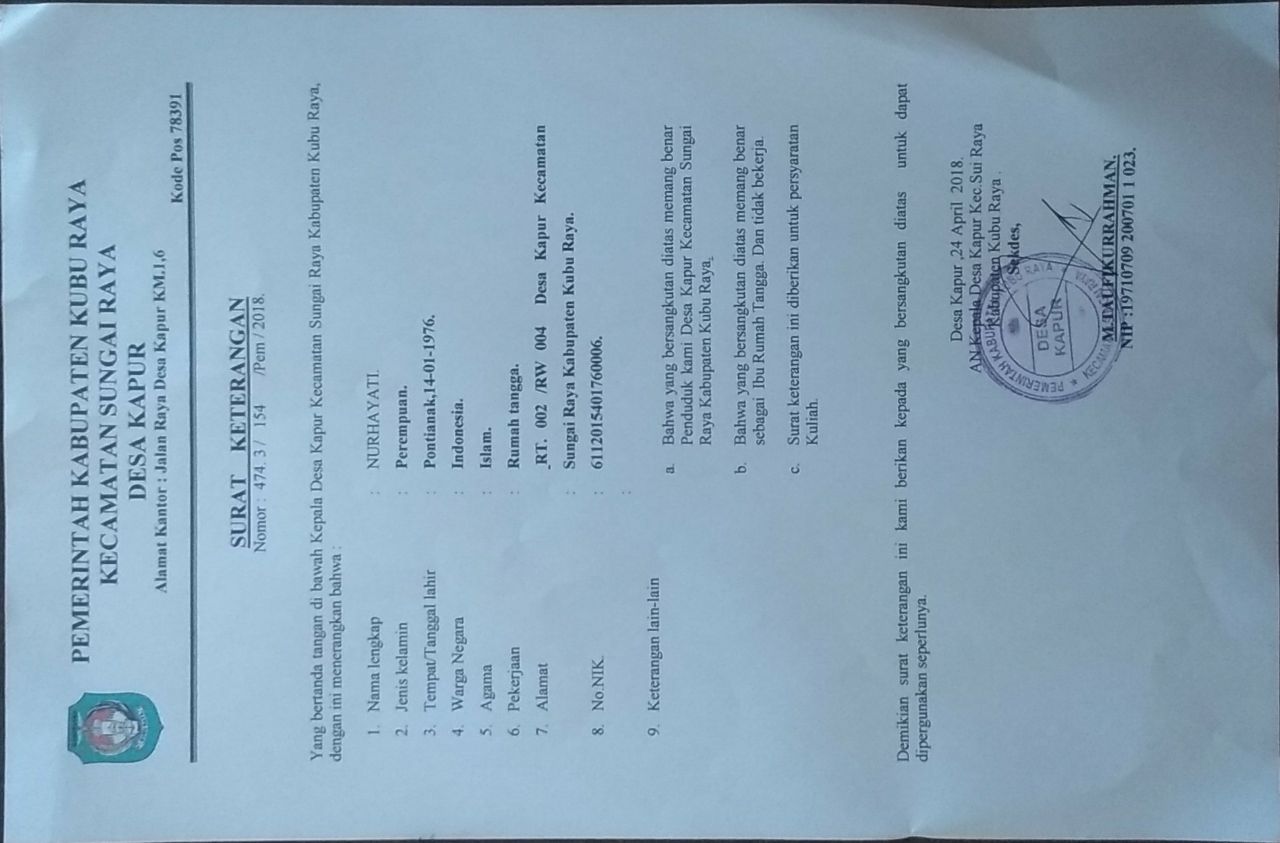 PEMERINTAH KABUPATEN KUBU RAYA
KECAMATAN SUNGAI RAYA
DESA KAPUR
Alamat Kantor : Jalan Raya Desa Kapur KM.1,6
Kode Pos 78391
SURAT KETERANGAN
Nomor : 474. 3 / 154 /Pem / 2018.
Yang bertanda tangan di bawah Kepala Desa Kapur Kecamatan Sungai Raya Kabupaten Kubu Raya,
dengan ini menerangkan bahwa :
1. Nama lengkap : NURHAYATI.
2. Jenis kelamin : Perempuan.
3. Tempat/Tanggal lahir : Pontianak,14-01-1976.
4. Warga Negara : Indonesia.
5. Agama : Islam.
6. Pekerjaan : Rumah tangga.
7. Alamat : RT. 002 /RW 004 Desa Kapur Kecamatan
Sungai Raya Kabupaten Kubu Raya.
8. No.NIK. : 6112015401760006.
9. Keterangan lain-lain :
a. Bahwa yang bersangkutan diatas memang benar
Penduduk kami Desa Kapur Kecamatan Sungai
Raya Kabupaten Kubu Raya.
b. Bahwa yang bersangkutan diatas memang benar
sebagai Ibu Rumah Tangga. Dan tidak bekerja.
c. Surat keterangan ini diberikan untuk persyaratan
Kuliah.
Demikian surat keterangan ini kami berikan kepada yang bersangkutan diatas untuk dapat
dipergunakan seperlunya.
Desa Kapur ,24 April 2018.
AN Kepala Desa Kapur Kec.Sui Raya
Kabupaten Kubu Raya .
Sekdes,
DESA
KAPUR
M.TAUFIKURRAHMAN.
NIP :19710709 200701 1 023.